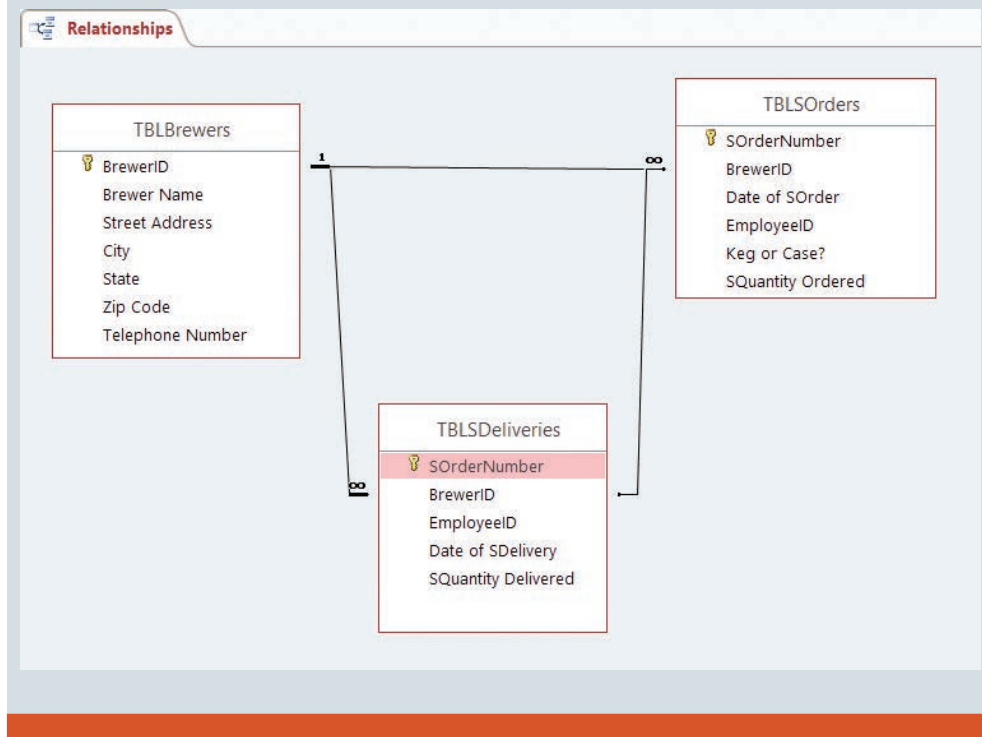 Relationships
TBLBrewers
BrewerID
Brewer Name
Street Address
City
State
Zip Code
Telephone Number
1
∞
TBLSOrders
SOrderNumber
BrewerID
Date of SOrder
EmployeeID
Keg or Case?
SQuantity Ordered
∞
TBLSDeliveries
SOrderNumber
BrewerID
EmployeeID
Date of SDelivery
SQuantity Delivered